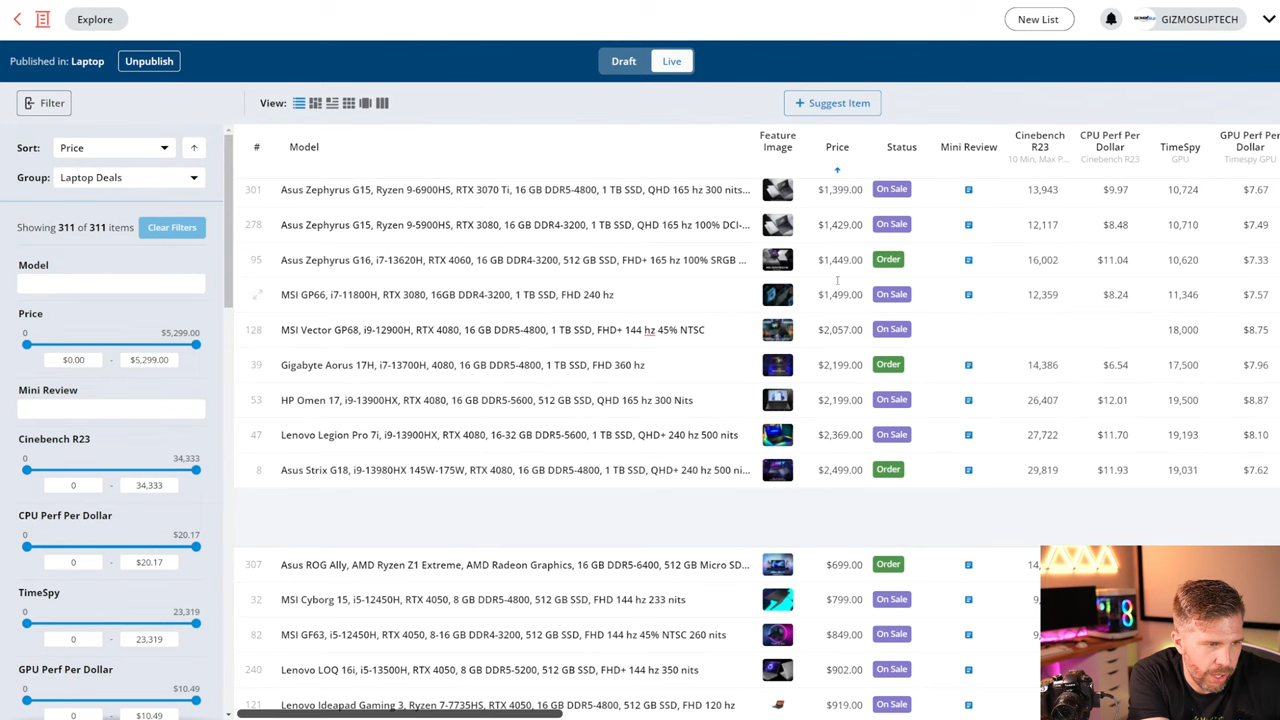 Explore
New List
GIZMOSLIPTECH
Published in: Laptop
Unpublish
Draft
Live
Filter
View:
+ Suggest Item
Sort:
Price
Group:
Laptop Deals
Showing 311 of 311 items
Clear Filters
Model
Price
0
$5,299.00
$0.00 - $5,299.00
Mini Review
Cinebench R23
0
34,333
34,333
CPU Perf Per Dollar
0
$20.17
0 - $20.17
TimeSpy
0
23,319
0 - 23,319
GPU Perf Per Dollar
0
$10.49
0 - $10.49
# Model Feature Image Price Status Mini Review Cinebench R23 10 Min, Max P... CPU Perf Per Dollar Cinebench R23 TimeSpy GPU GPU Perf Per Dollar Timespy GPU
301 Asus Zephyrus G15, Ryzen 9-6900HS, RTX 3070 Ti, 16 GB DDR5-4800, 1 TB SSD, QHD 165 hz 300 nits... $1,399.00 On Sale 13,943 $9.97 10,724 $7.67
278 Asus Zephyrus G15, Ryzen 9-5900HS, RTX 3080, 16 GB DDR4-3200, 1 TB SSD, QHD 165 hz 100% DCI-... $1,429.00 On Sale 12,117 $8.48 10,710 $7.49
95 Asus Zephyrus G16, i7-13620H, RTX 4060, 16 GB DDR4-3200, 512 GB SSD, FHD+ 165 hz 100% SRGB ... $1,449.00 Order 16,002 $11.04 10,620 $7.33
MSI GP66, i7-11800H, RTX 3080, 16GB DDR4-3200, 1 TB SSD, FHD 240 hz $1,499.00 On Sale 12,359 $8.24 11,346 $7.57
128 MSI Vector GP68, i9-12900H, RTX 4080, 16 GB DDR5-4800, 1 TB SSD, FHD+ 144 hz 45% NTSC $2,057.00 On Sale 18,000 $8.75
39 Gigabyte Aorus 17H, i7-13700H, 4080, 16 GB DDR5-4800, 1 TB SSD, FHD 360 hz $2,199.00 Order 14,386 $6.54 17,500 $7.96
53 HP Omen 17, i9-13900HX, RTX 4080, 16 GB DDR5-5600, 512 GB SSD, QHD 165 hz 300 Nits $2,199.00 On Sale 26,407 $12.01 19,500 $8.87
47 Lenovo Legion Pro 7i, i9-13900HX, RTX 4080, 16-32 GB DDR5-5600, 1 TB SSD, QHD+ 240 hz 500 nits $2,369.00 On Sale 27,722 $11.70 19,193 $8.10
8 Asus Strix G18, i9-13980HX 145W-175W, RTX 4080, 16 GB DDR5-4800, 1 TB SSD, QHD+ 240 hz 500 ni... $2,499.00 Order 29,819 $11.93 19,031 $7.62
307 Asus ROG Ally, AMD Ryzen Z1 Extreme, AMD Radeon Graphics, 16 GB DDR5-6400, 512 GB Micro SD... $699.00 Order 14,
32 MSI Cyborg 15, i5-12450H, RTX 4050, 8 GB DDR5-4800, 512 GB SSD, FHD 144 hz 233 nits $799.00 On Sale 9,
82 MSI GF63, i5-12450H, RTX 4050, 8-16 GB DDR4-3200, 512 GB SSD, FHD 144 hz 45% NTSC 260 nits $849.00 On Sale 9,
240 Lenovo LOQ 16i, i5-13500H, RTX 4050, 8 GB DDR5-5200, 512 GB SSD, FHD+ 144 hz 350 nits $902.00 On Sale
121 Lenovo Ideapad Gaming 3, Ryzen 7-7735HS, RTX 4050, 16 GB DDR5-4800, 512 GB SSD, FHD 120 hz $919.00 On Sale